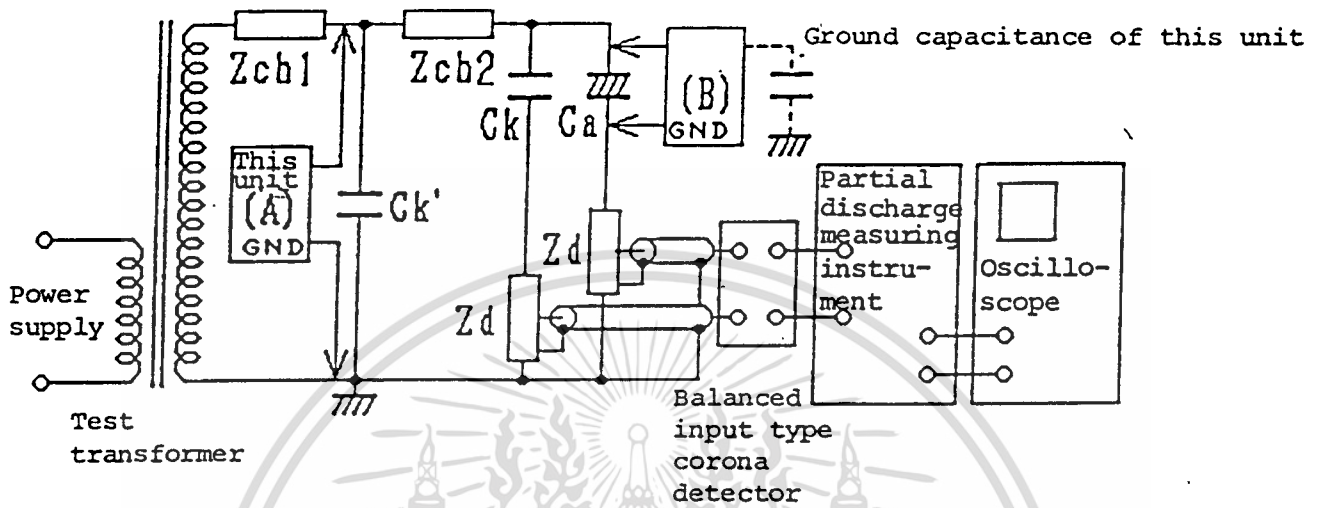 Ground capacitance of this unit
Zcb1
Zcb2
(B)
GND
Ck
Ca
This
unit
(A)
GND
Ck'
Partial
discharge
measuring
instru-
ment
Oscillo-
scope
Zd
Zd
Power
supply
Test
transformer
Balanced
input type
corona
detector